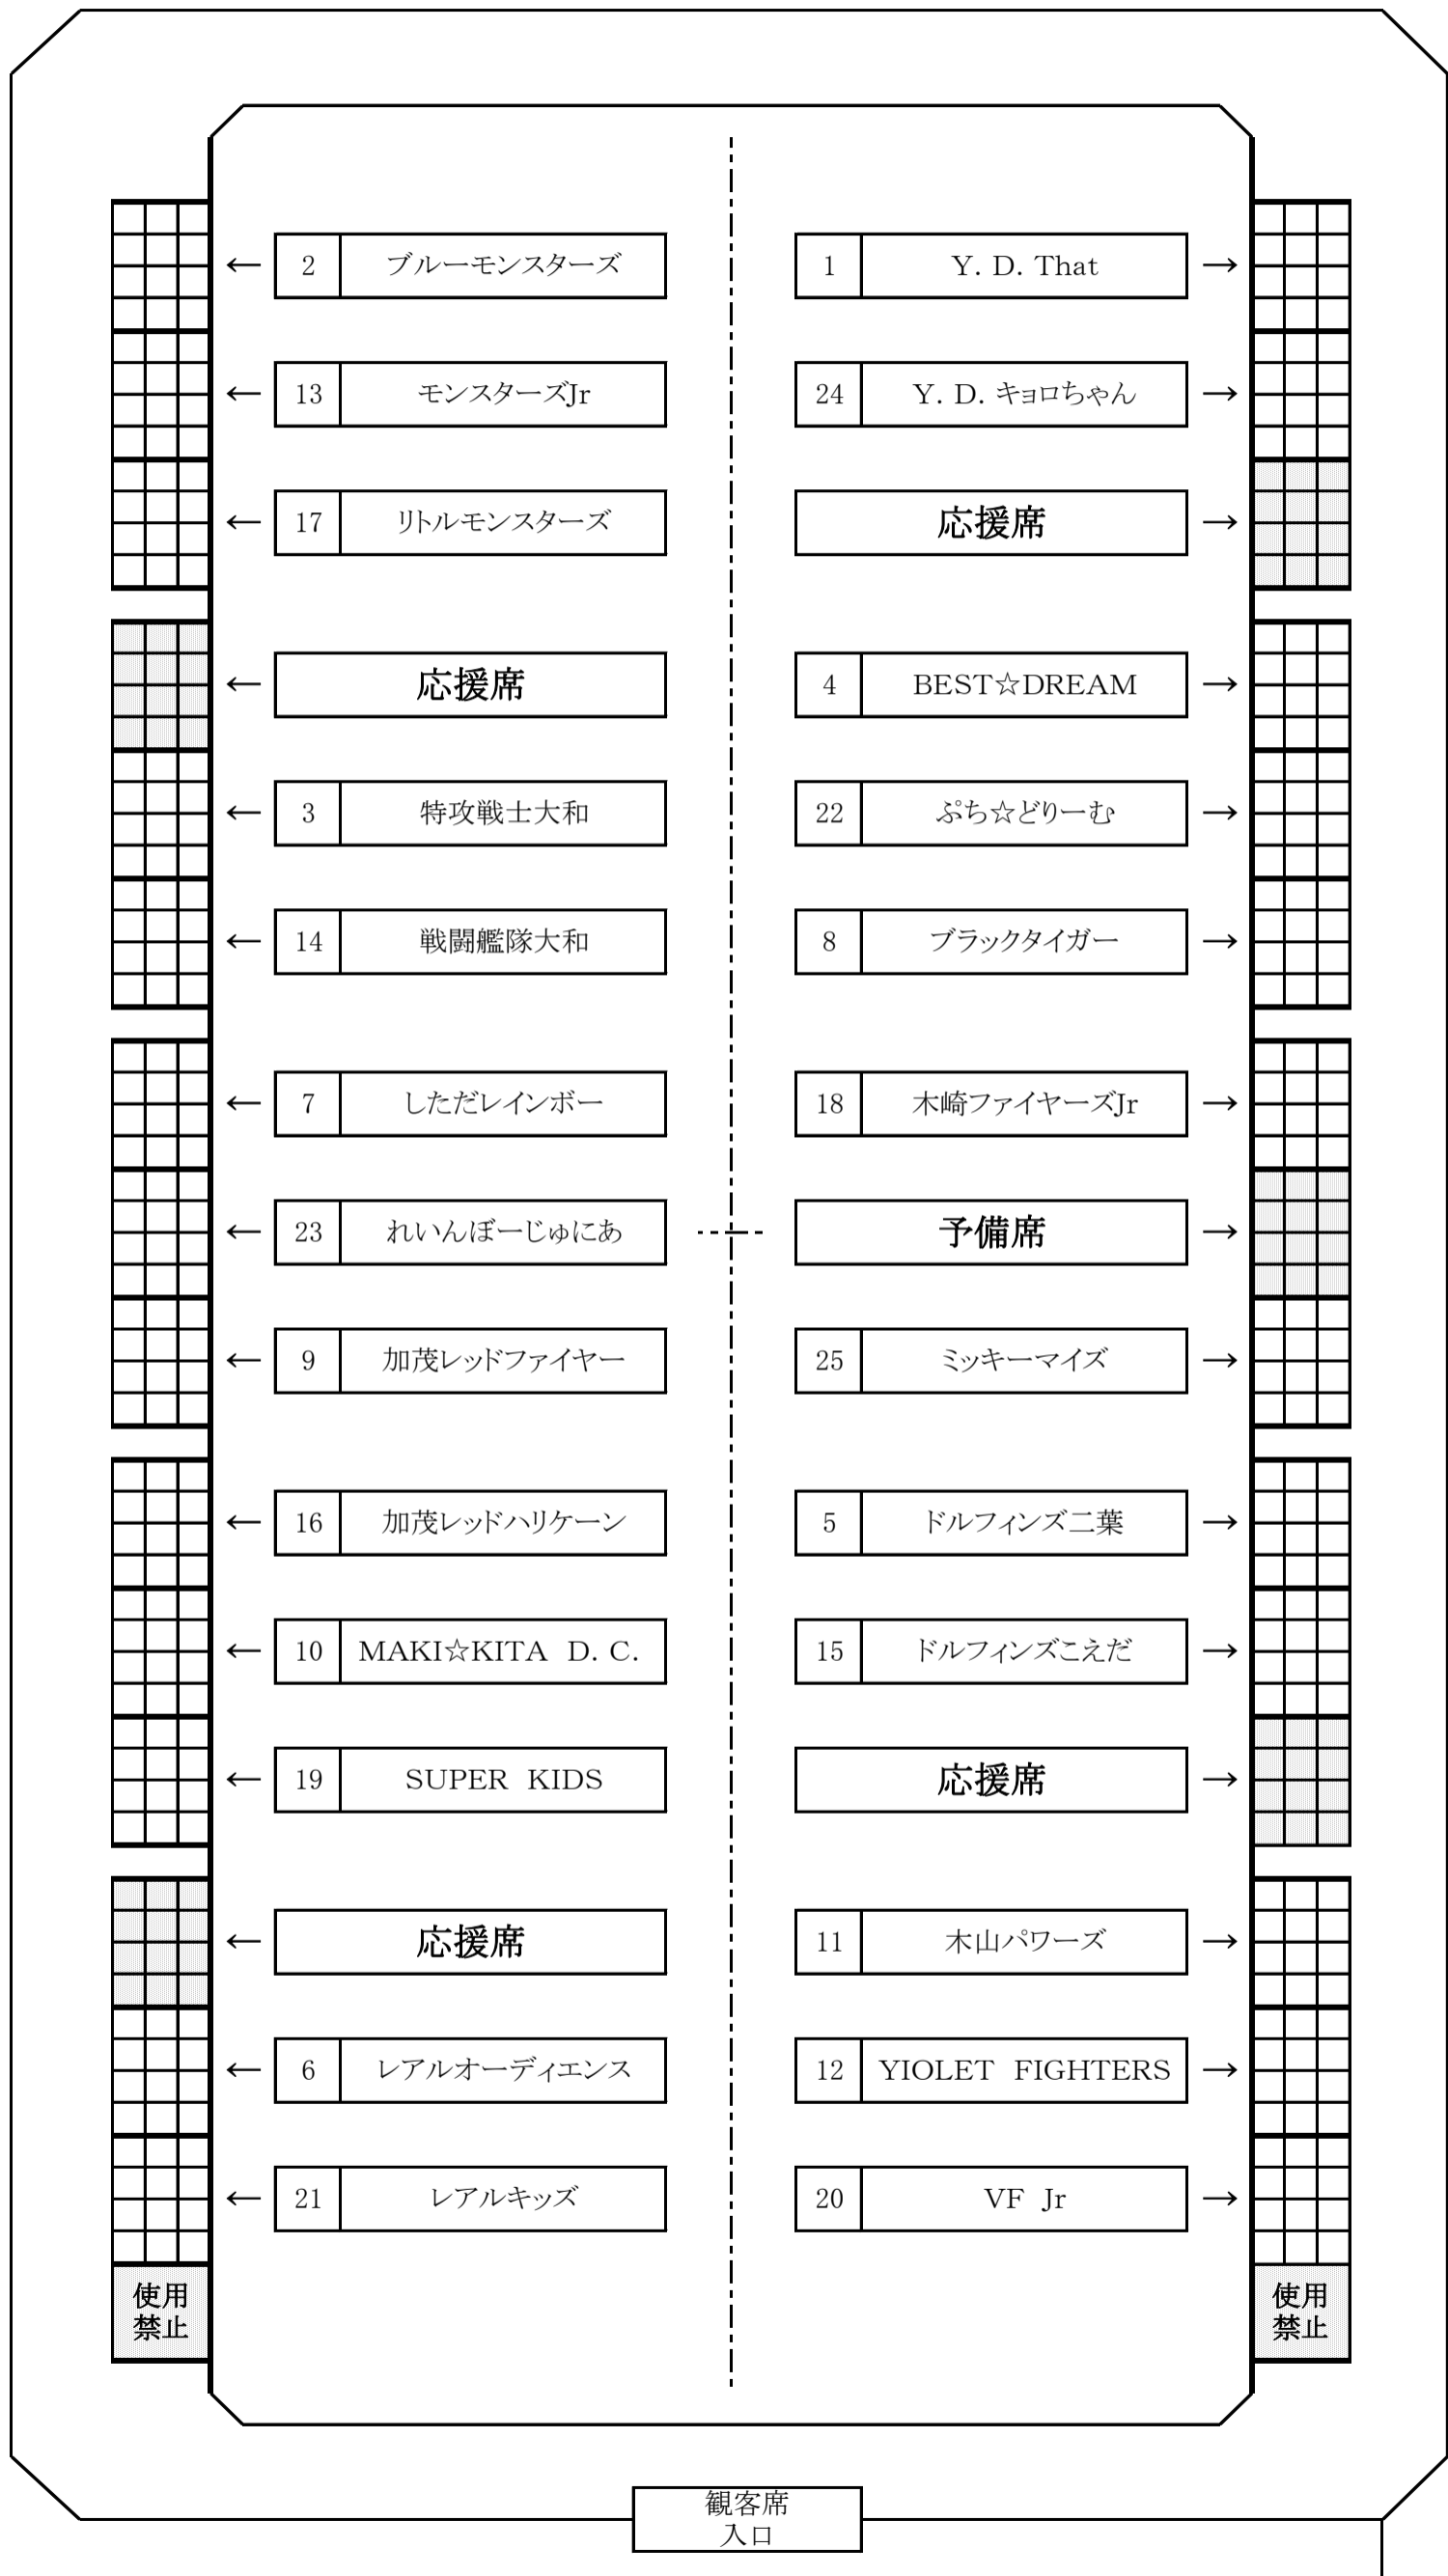 ← 2 ブルーモンスターズ 1 Y. D. That →
← 13 モンスターズJr 24 Y. D. キョロちゃん →
← 17 リトルモンスターズ 応援席 →
← 応援席 4 BEST☆DREAM →
← 3 特攻戦士大和 22 ぷち☆どりーむ →
← 14 戦闘艦隊大和 8 ブラックタイガー →
← 7 しただレインボー 18 木崎ファイヤーズJr →
← 23 れいんぼーじゅにあ 予備席 →
← 9 加茂レッドファイヤー 25 ミッキーマイズ →
← 16 加茂レッドハリケーン 5 ドルフィンズ二葉 →
← 10 MAKI☆KITA D. C. 15 ドルフィンズこえだ →
← 19 SUPER KIDS 応援席 →
← 応援席 11 木山パワーズ →
← 6 レアルオーディエンス 12 YIOLET FIGHTERS →
← 21 レアルキッズ 20 VF Jr →
使用 使用
禁止 禁止
観客席
入口